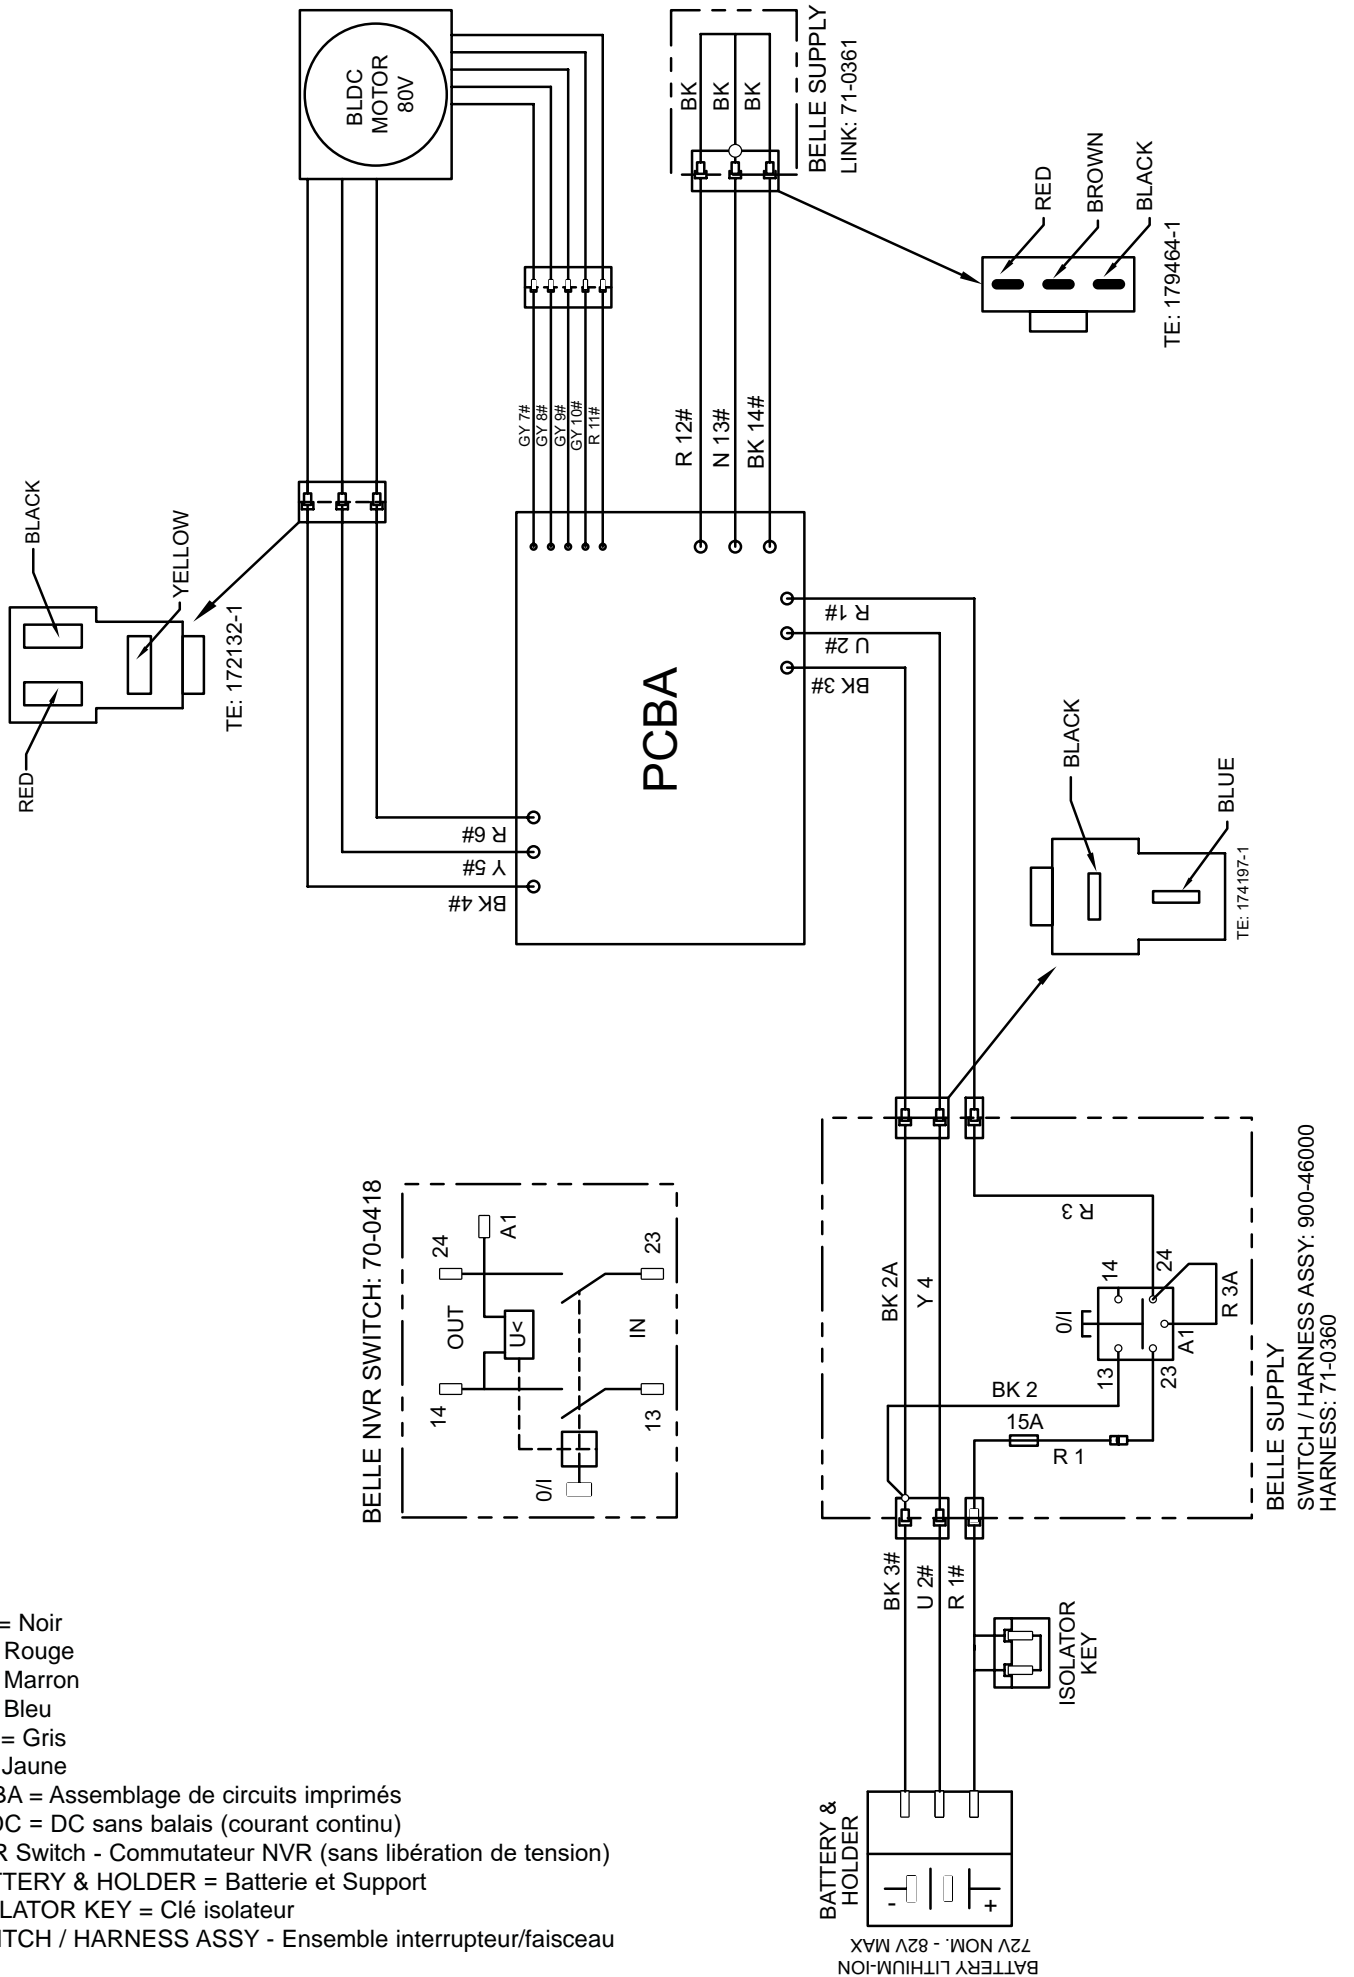 BLDC
MOTOR
80V
BK
BK
BK
BELLE SUPPLY
LINK: 71-0361
RED
BROWN
BLACK
TE: 179464-1
GY 7#
GY 8#
GY 9#
GY 10#
R 11#
R 12#
N 13#
BK 14#
BLACK
YELLOW
RED
TE: 172132-1
PCBA
R 1#
U 2#
BK 3#
R 6#
Y 5#
BK 4#
BLACK
BLUE
TE: 174197-1
BELLE NVR SWITCH: 70-0418
14
OUT
24
A1
U<
0/I
13
IN
23
BK 2A
Y 4
R 3
BK 2
15A
R 1
0/I
14
24
13
23
A1
R 3A
BELLE SUPPLY
SWITCH / HARNESS ASSY: 900-46000
HARNESS: 71-0360
BK 3#
U 2#
R 1#
ISOLATOR
KEY
BATTERY &
HOLDER
- +
BATTERY LITHIUM-ION
72V NOM. - 82V MAX
= Noir
Rouge
Marron
Bleu
= Gris
Jaune
BA = Assemblage de circuits imprimés
DC = DC sans balais (courant continu)
R Switch - Commutateur NVR (sans libération de tension)
TTERY & HOLDER = Batterie et Support
LATOR KEY = Clé isolateur
ITCH / HARNESS ASSY - Ensemble interrupteur/faisceau